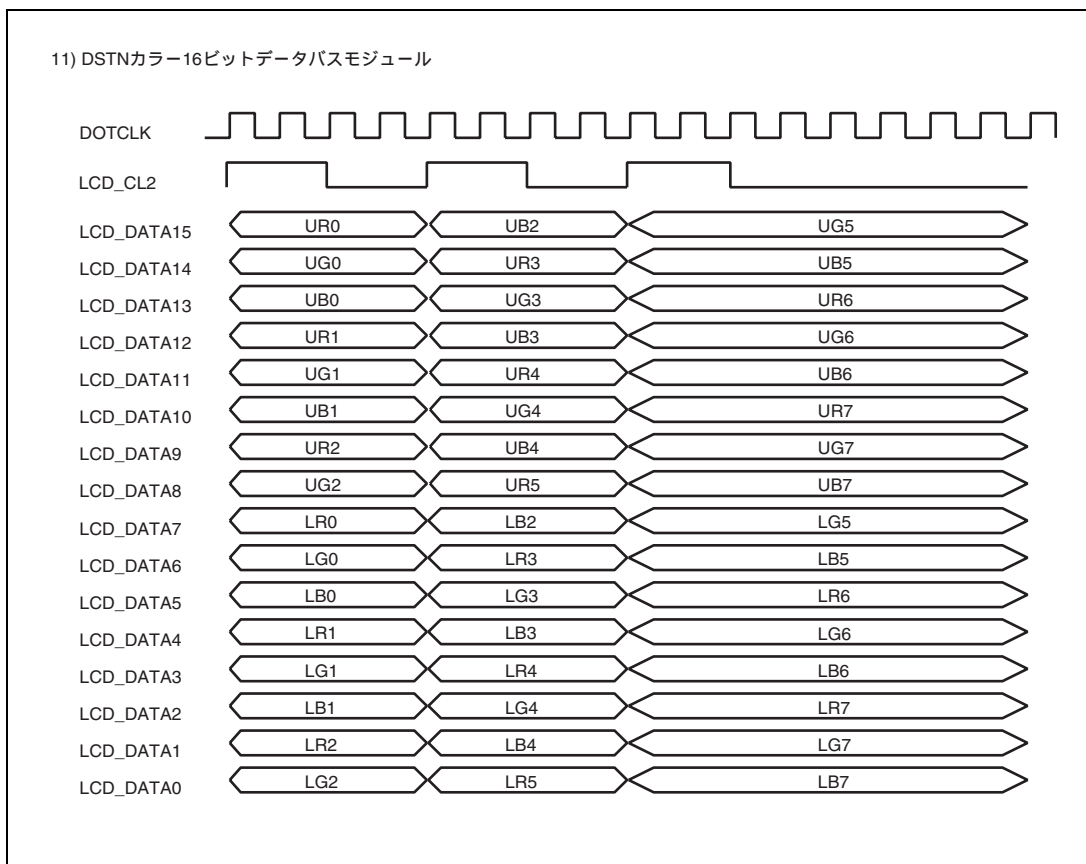 11) DSTNカラー16ビットデータバスモジュール
DOTCLK
LCD_CL2
LCD_DATA15 UR0 UB2 UG5
LCD_DATA14 UG0 UR3 UB5
LCD_DATA13 UB0 UG3 UR6
LCD_DATA12 UR1 UB3 UG6
LCD_DATA11 UG1 UR4 UB6
LCD_DATA10 UB1 UG4 UR7
LCD_DATA9 UR2 UB4 UG7
LCD_DATA8 UG2 UR5 UB7
LCD_DATA7 LR0 LB2 LG5
LCD_DATA6 LG0 LR3 LB5
LCD_DATA5 LB0 LG3 LR6
LCD_DATA4 LR1 LB3 LG6
LCD_DATA3 LG1 LR4 LB6
LCD_DATA2 LB1 LG4 LR7
LCD_DATA1 LR2 LB4 LG7
LCD_DATA0 LG2 LR5 LB7